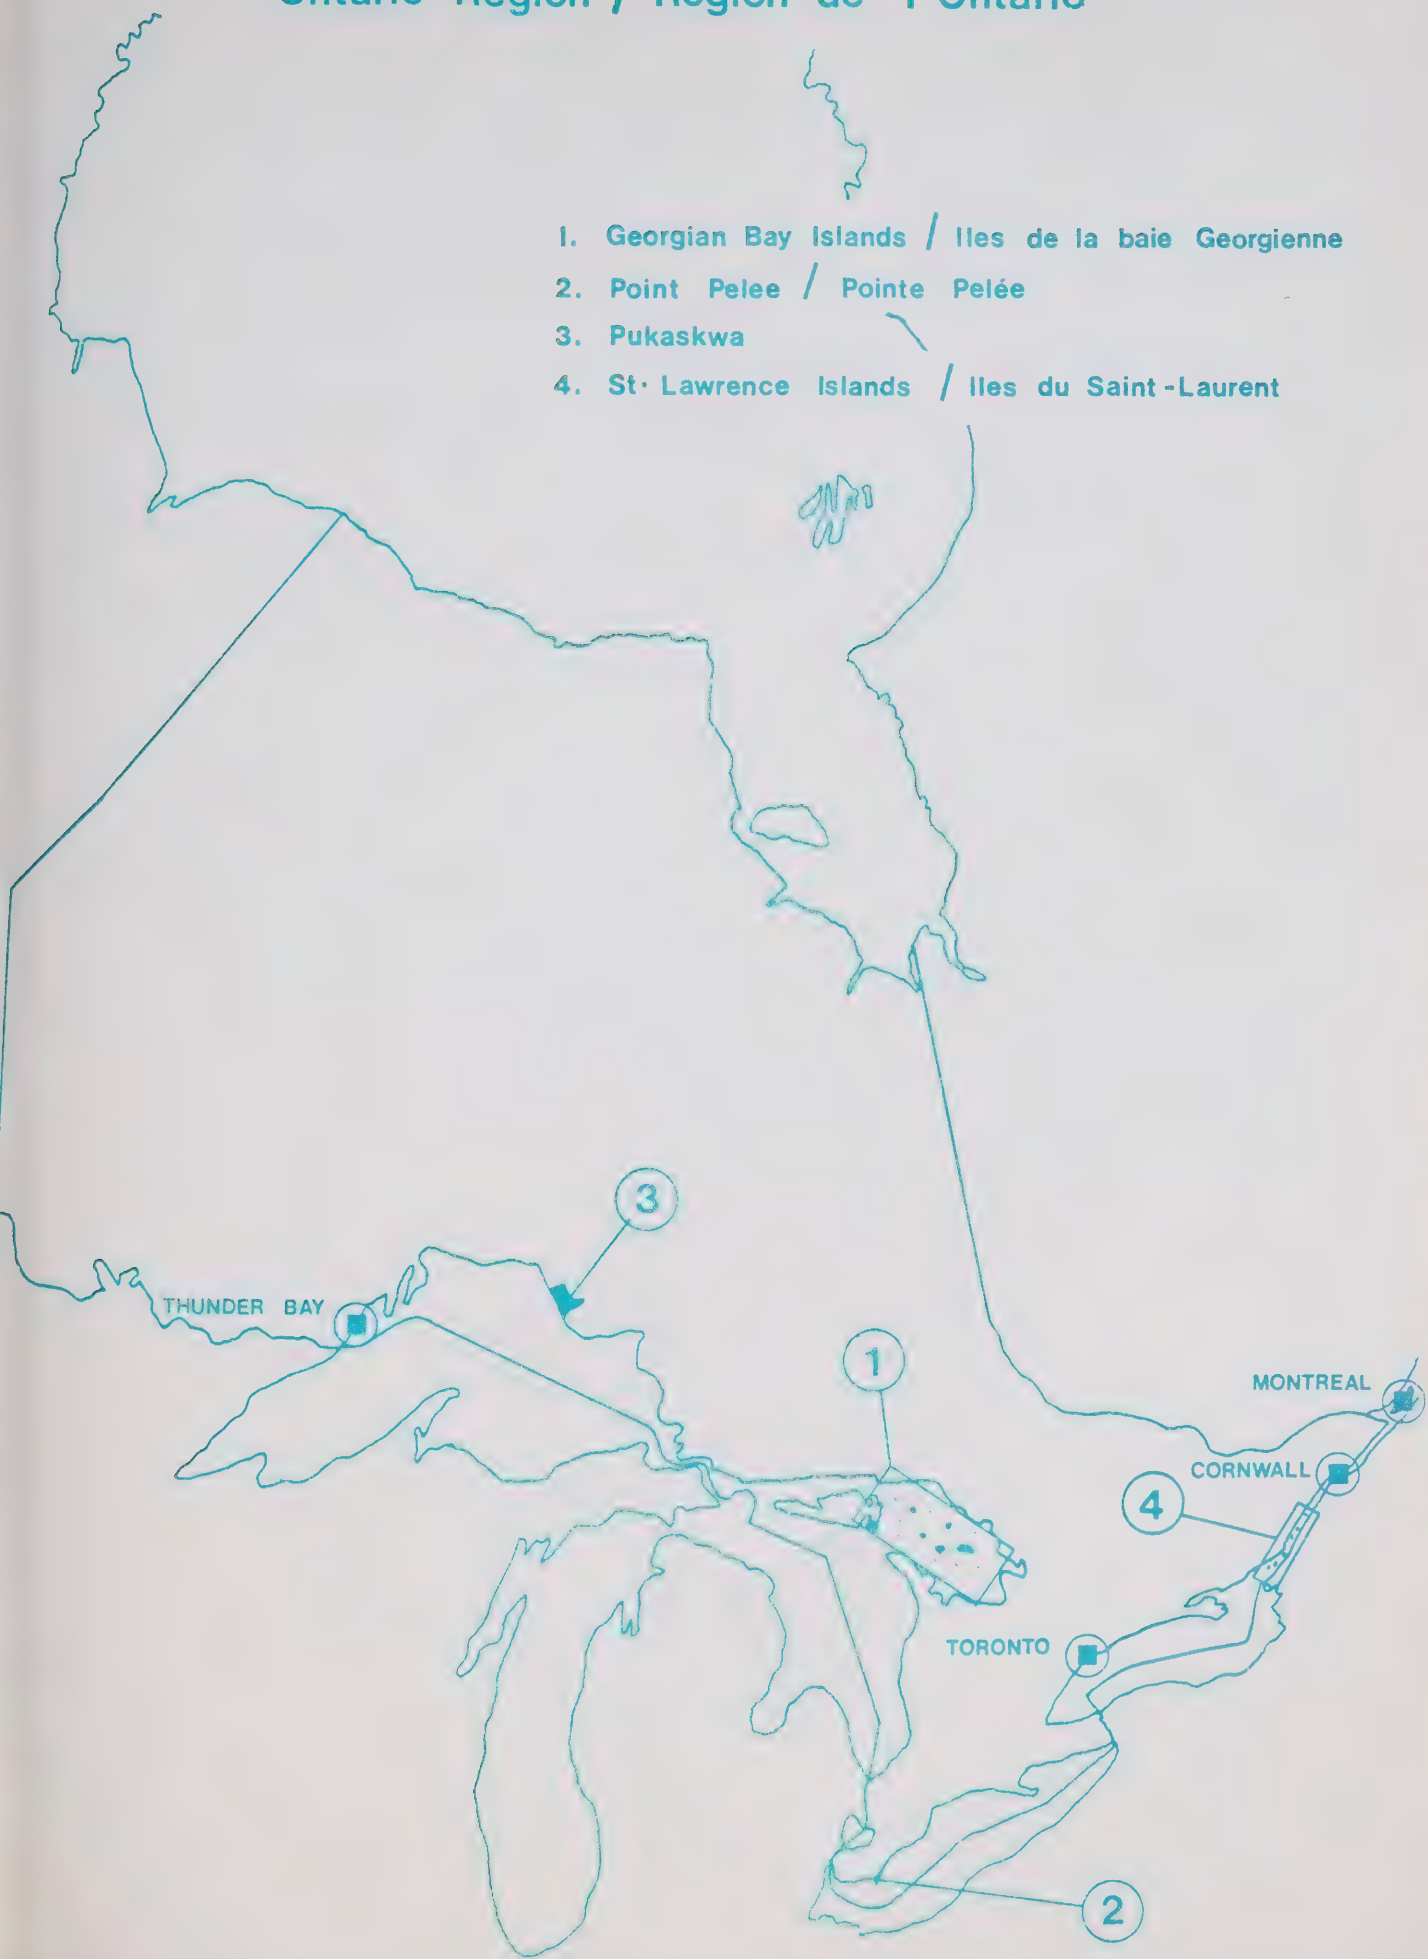 Ontario Region / Région de l'Ontario
1. Georgian Bay Islands / Iles de la baie Georgienne
2. Point Pelee / Pointe Pelée
3. Pukaskwa
4. St. Lawrence Islands / Iles du Saint-Laurent
3
THUNDER BAY
1
MONTREAL
CORNWALL
4
TORONTO
2